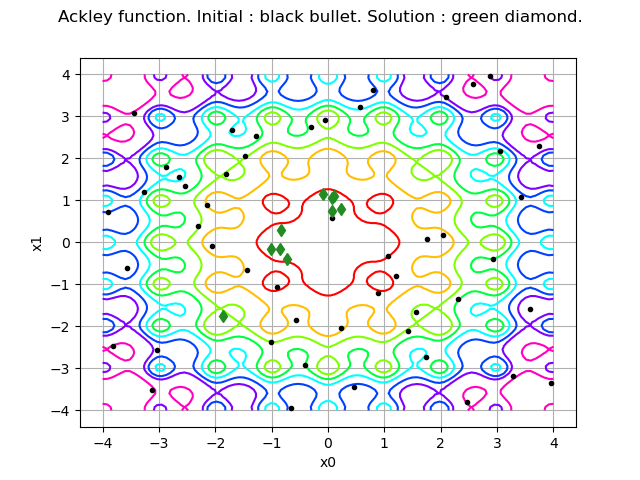 Ackley function. Initial : black bullet. Solution : green diamond.
4
3
2
1
0
−1
−2
−3
−4
x1
−4 −3 −2 −1 0 1 2 3 4
x0